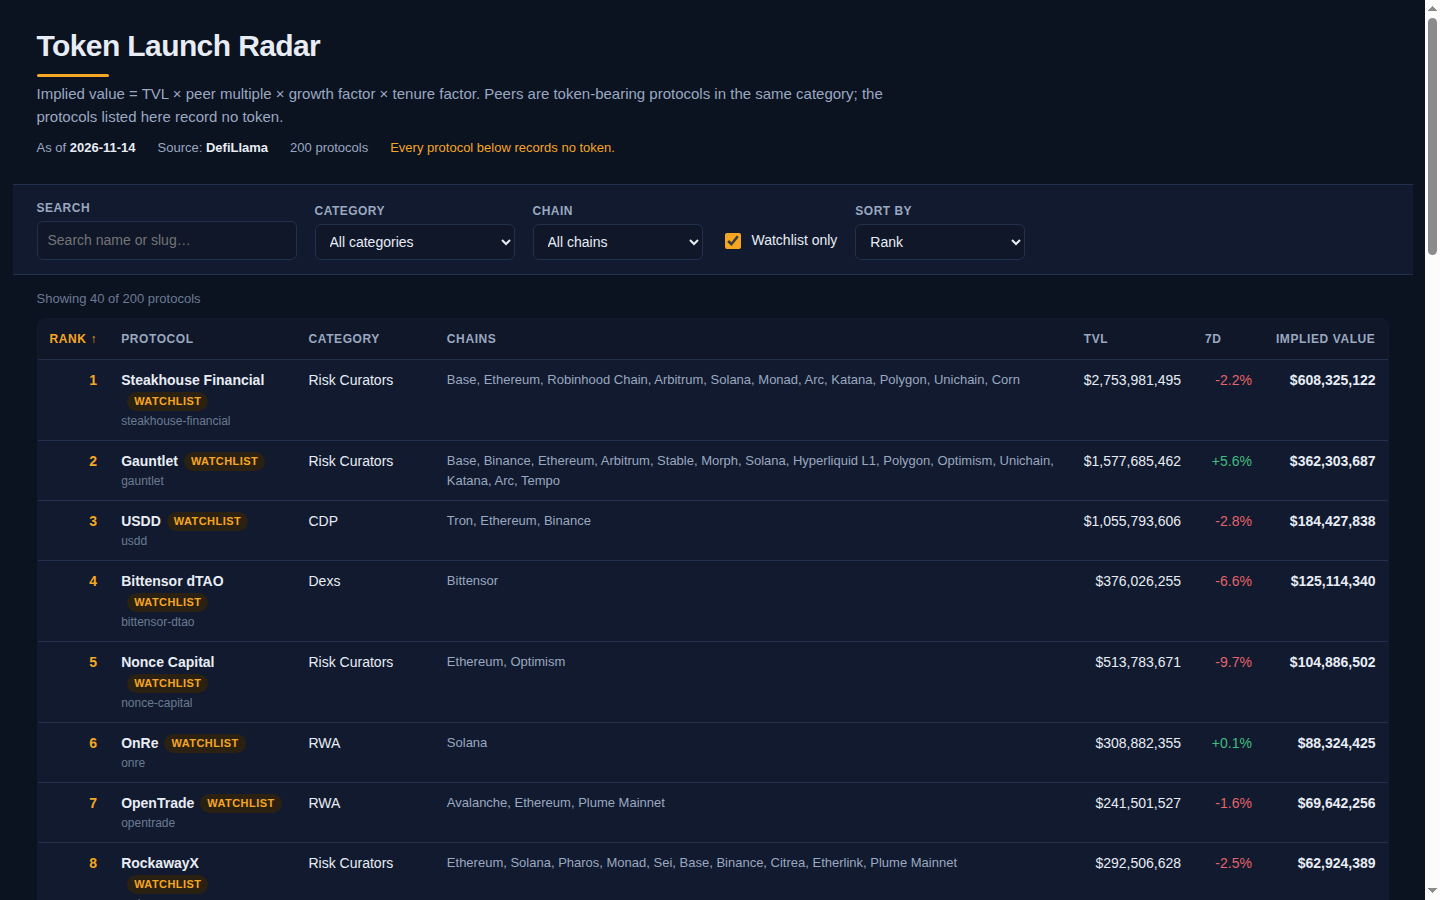 Token Launch Radar
Implied value = TVL × peer multiple × growth factor × tenure factor. Peers are token-bearing protocols in the same category; the
protocols listed here record no token.
As of 2026-11-14 Source: DefiLlama 200 protocols Every protocol below records no token.
SEARCH CATEGORY CHAIN SORT BY
Search name or slug… All categories All chains Watchlist only Rank
Showing 40 of 200 protocols
RANK ↑ PROTOCOL CATEGORY CHAINS TVL 7D IMPLIED VALUE
1 Steakhouse Financial Risk Curators Base, Ethereum, Robinhood Chain, Arbitrum, Solana, Monad, Arc, Katana, Polygon, Unichain, Corn $2,753,981,495 -2.2% $608,325,122
WATCHLIST
steakhouse-financial
2 Gauntlet WATCHLIST Risk Curators Base, Binance, Ethereum, Arbitrum, Stable, Morph, Solana, Hyperliquid L1, Polygon, Optimism, Unichain, $1,577,685,462 +5.6% $362,303,687
gauntlet Katana, Arc, Tempo
3 USDD WATCHLIST CDP Tron, Ethereum, Binance $1,055,793,606 -2.8% $184,427,838
usdd
4 Bittensor dTAO Dexs Bittensor $376,026,255 -6.6% $125,114,340
WATCHLIST
bittensor-dtao
5 Nonce Capital Risk Curators Ethereum, Optimism $513,783,671 -9.7% $104,886,502
WATCHLIST
nonce-capital
6 OnRe WATCHLIST RWA Solana $308,882,355 +0.1% $88,324,425
onre
7 OpenTrade WATCHLIST RWA Avalanche, Ethereum, Plume Mainnet $241,501,527 -1.6% $69,642,256
opentrade
8 RockawayX Risk Curators Ethereum, Solana, Pharos, Monad, Sei, Base, Binance, Citrea, Etherlink, Plume Mainnet $292,506,628 -2.5% $62,924,389
WATCHLIST